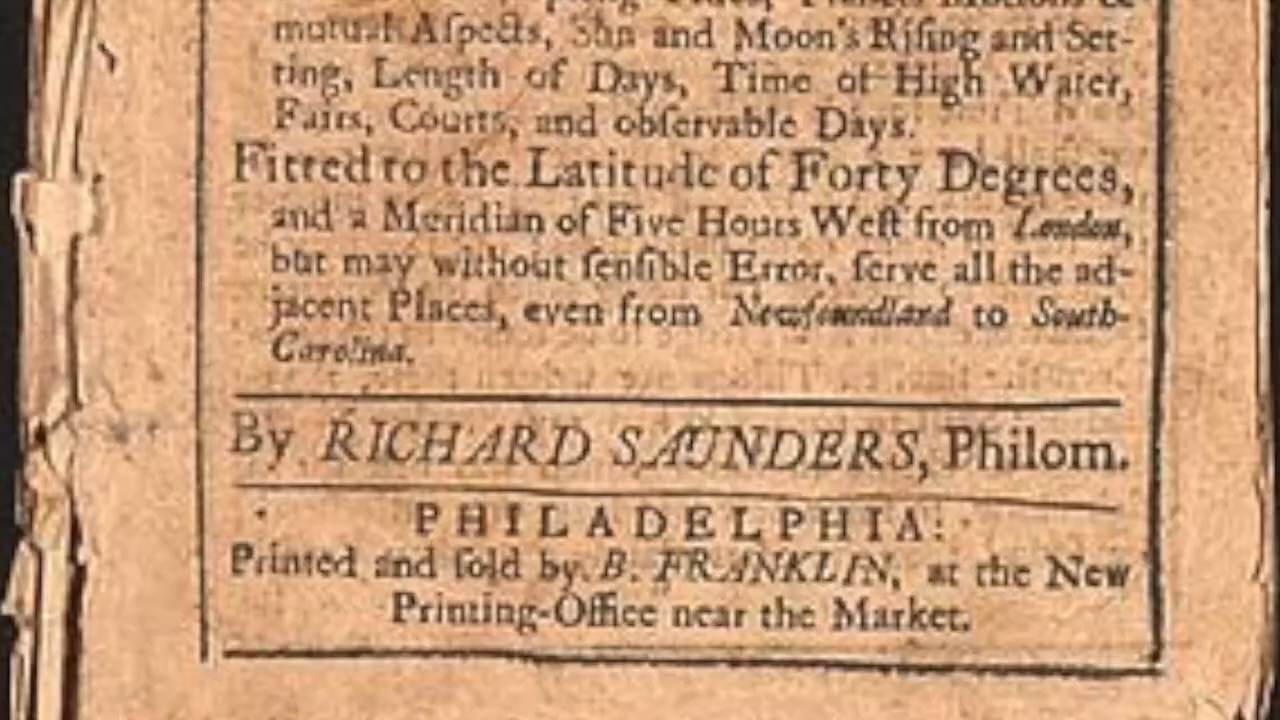 mutual Aſpects, Sun and Moon's Riſing and Set-
ting, Length of Days, Time of High Water,
Fairs, Courts, and obſervable Days.
Fitted to the Latitude of Forty Degrees,
and a Meridian of Five Hours Weſt from London,
but may without ſenſible Error, ſerve all the ad-
jacent Places, even from Newfoundland to South-
Carolina.
By RICHARD SAUNDERS, Philom.
PHILADELPHIA:
Printed and ſold by B. FRANKLIN, at the New
Printing-Office near the Market.